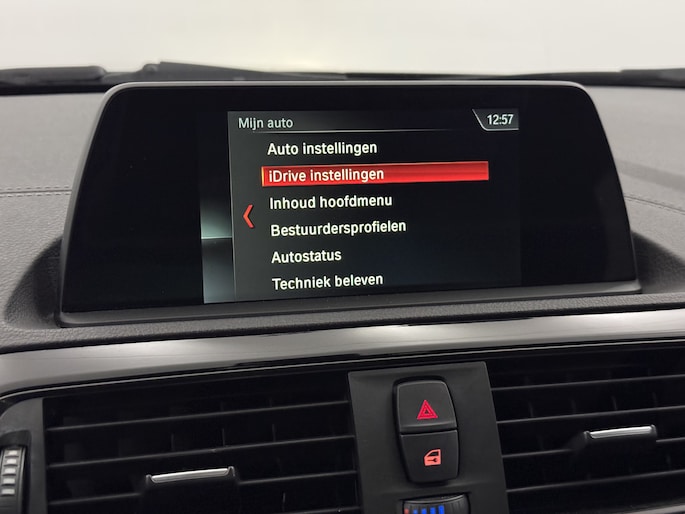 Mijn auto
12:57
Auto instellingen
iDrive instellingen
Inhoud hoofdmenu
Bestuurdersprofielen
Autostatus
Techniek beleven